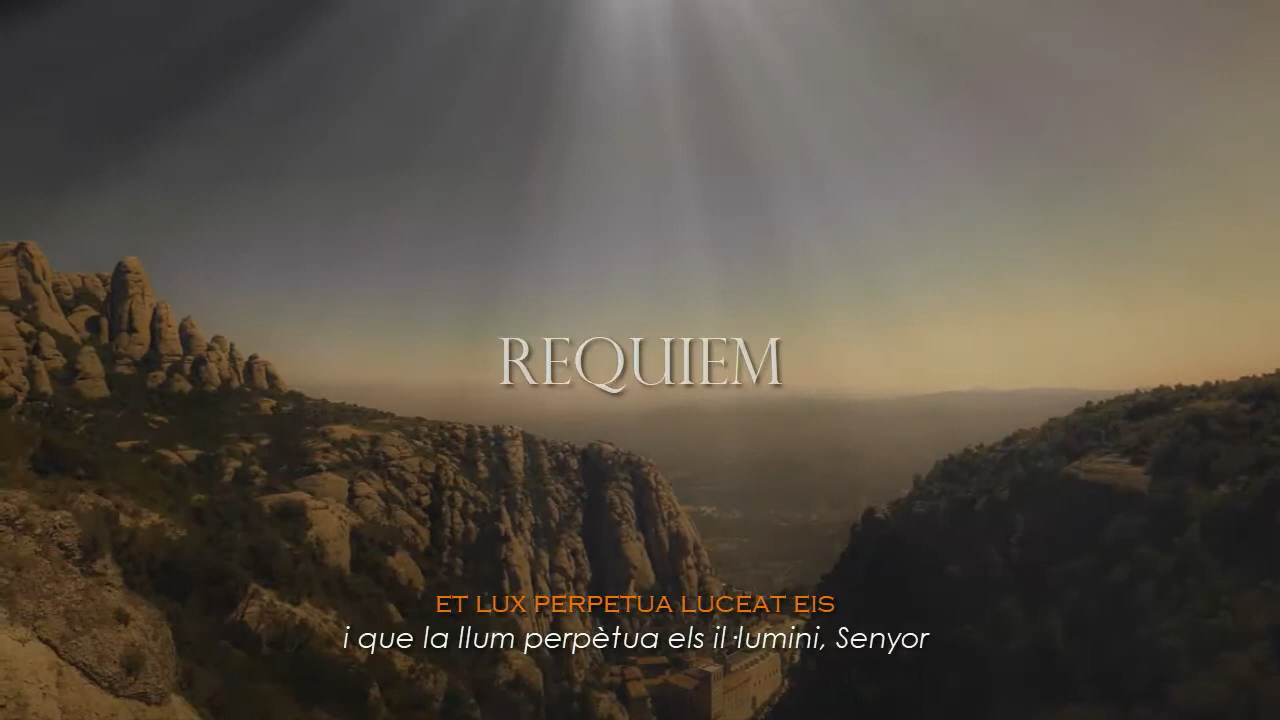 REQUIEM
ET LUX PERPETUA LUCEAT EIS
i que la llum perpètua els il·lumini, Senyor